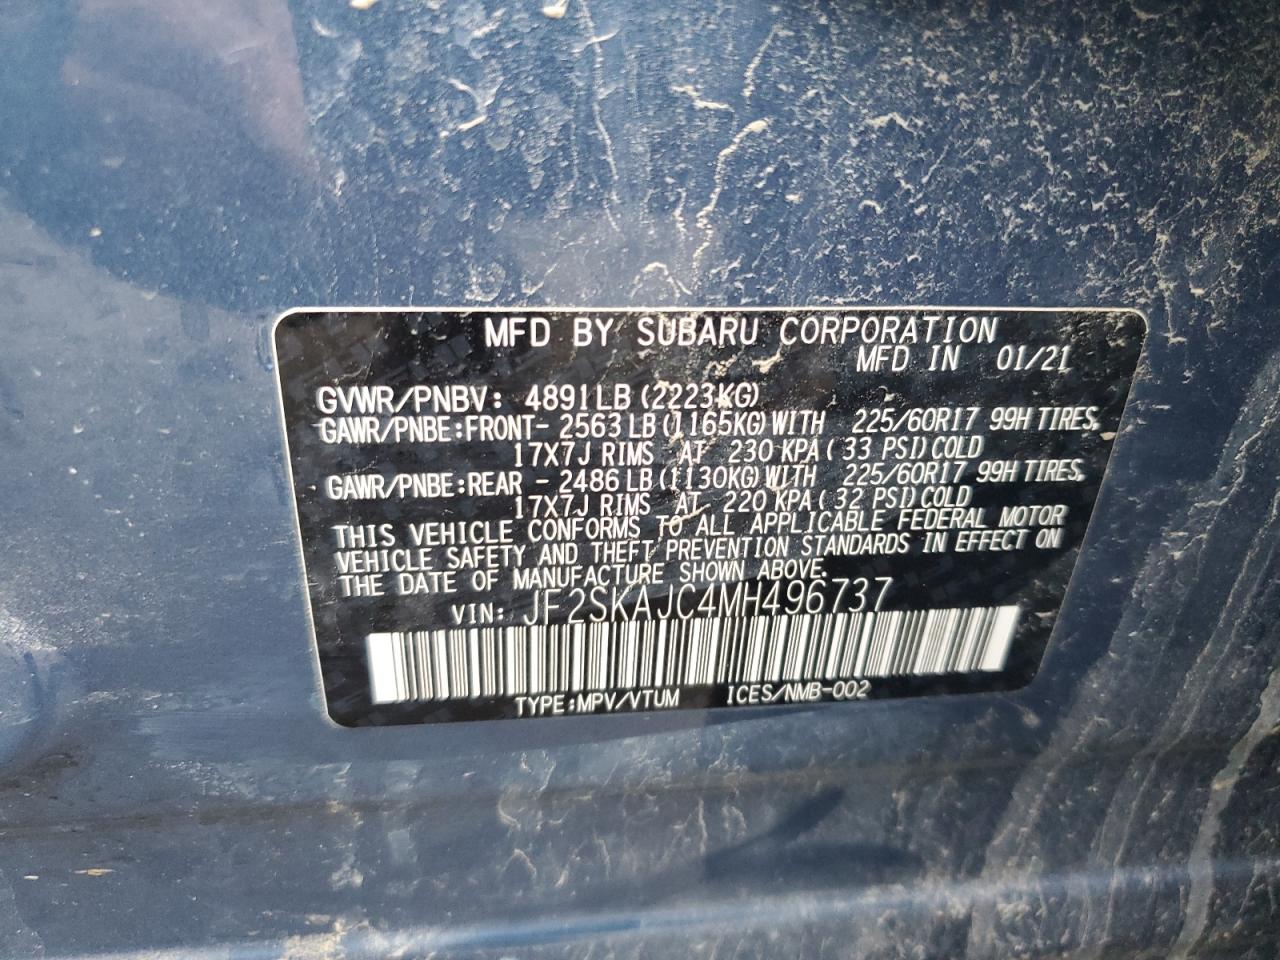 MFD BY SUBARU CORPORATION
MFD IN 01/21
GVWR/PNBV: 4891LB(2223KG)
GAWR/PNBE:FRONT- 2563LB(1165KG)WITH 225/60R17 99H TIRES,
17X7J RIMS AT 230 KPA(33 PSI)COLD
GAWR/PNBE:REAR - 2486LB(1130KG)WITH 225/60R17 99H TIRES,
17X7J RIMS AT 220 KPA(32 PSI)COLD
THIS VEHICLE CONFORMS TO ALL APPLICABLE FEDERAL MOTOR
VEHICLE SAFETY AND THEFT PREVENTION STANDARDS IN EFFECT ON
THE DATE OF MANUFACTURE SHOWN ABOVE.
VIN: JF2SKAJC4MH496737
TYPE:MPV/VTUM ICES/NMB-002